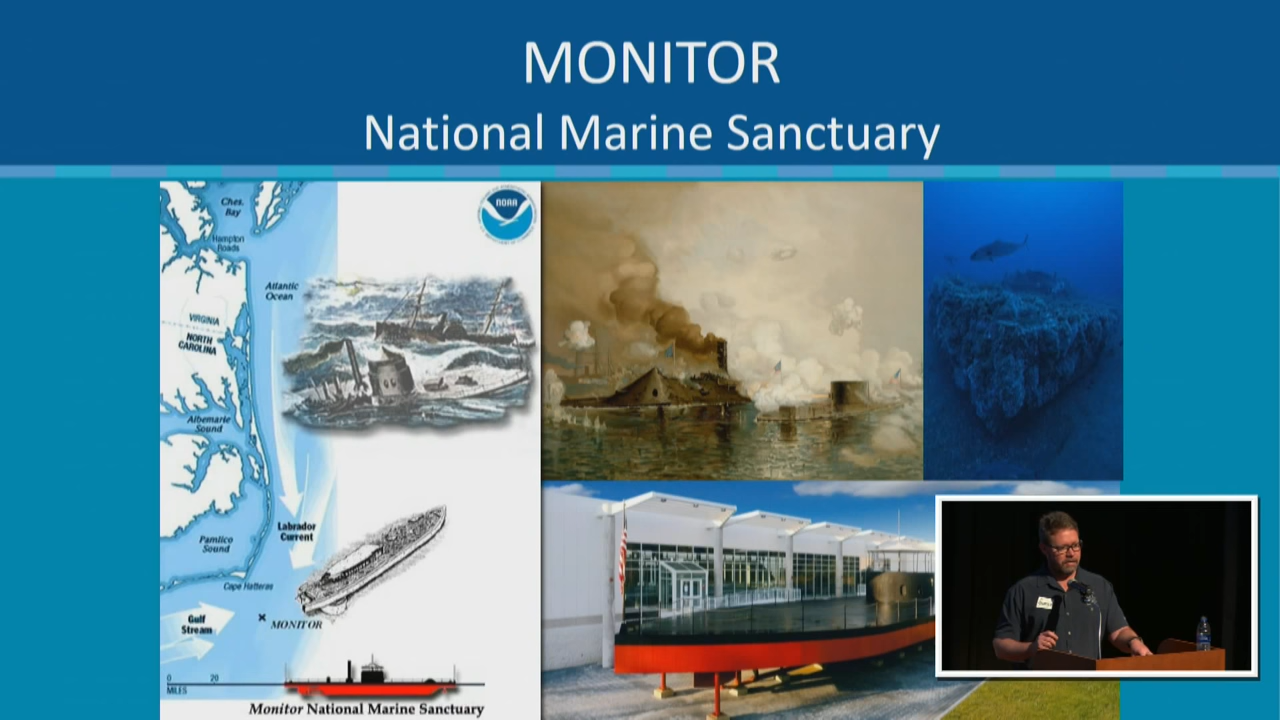 MONITOR
National Marine Sanctuary
Ches.
Bay
NOAA
Hampton
Roads
Atlantic
Ocean
VIRGINIA
NORTH
CAROLINA
Albemarle
Sound
Labrador
Current
Pamlico
Sound
Cape Hatteras
Gulf
Stream
MONITOR
0 20
MILES
Monitor National Marine Sanctuary